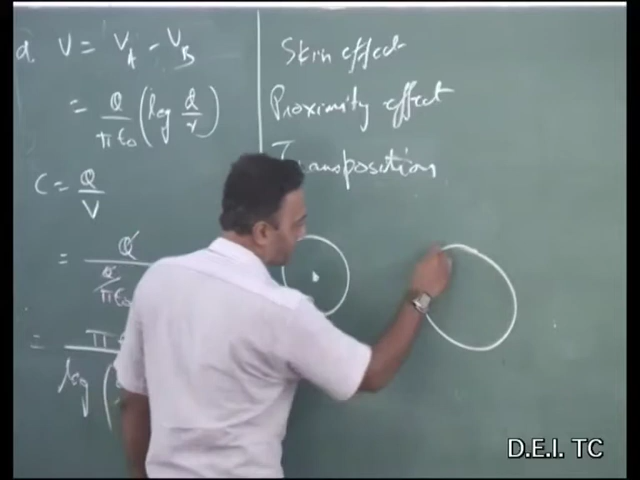 d. V = V_A - V_B
= Q/πε₀ (log d/r)
C = Q/V
= Q/
Q/πε₀
=
log (
Skin effect
Proximity effect
Transposition
D.E.I. TC